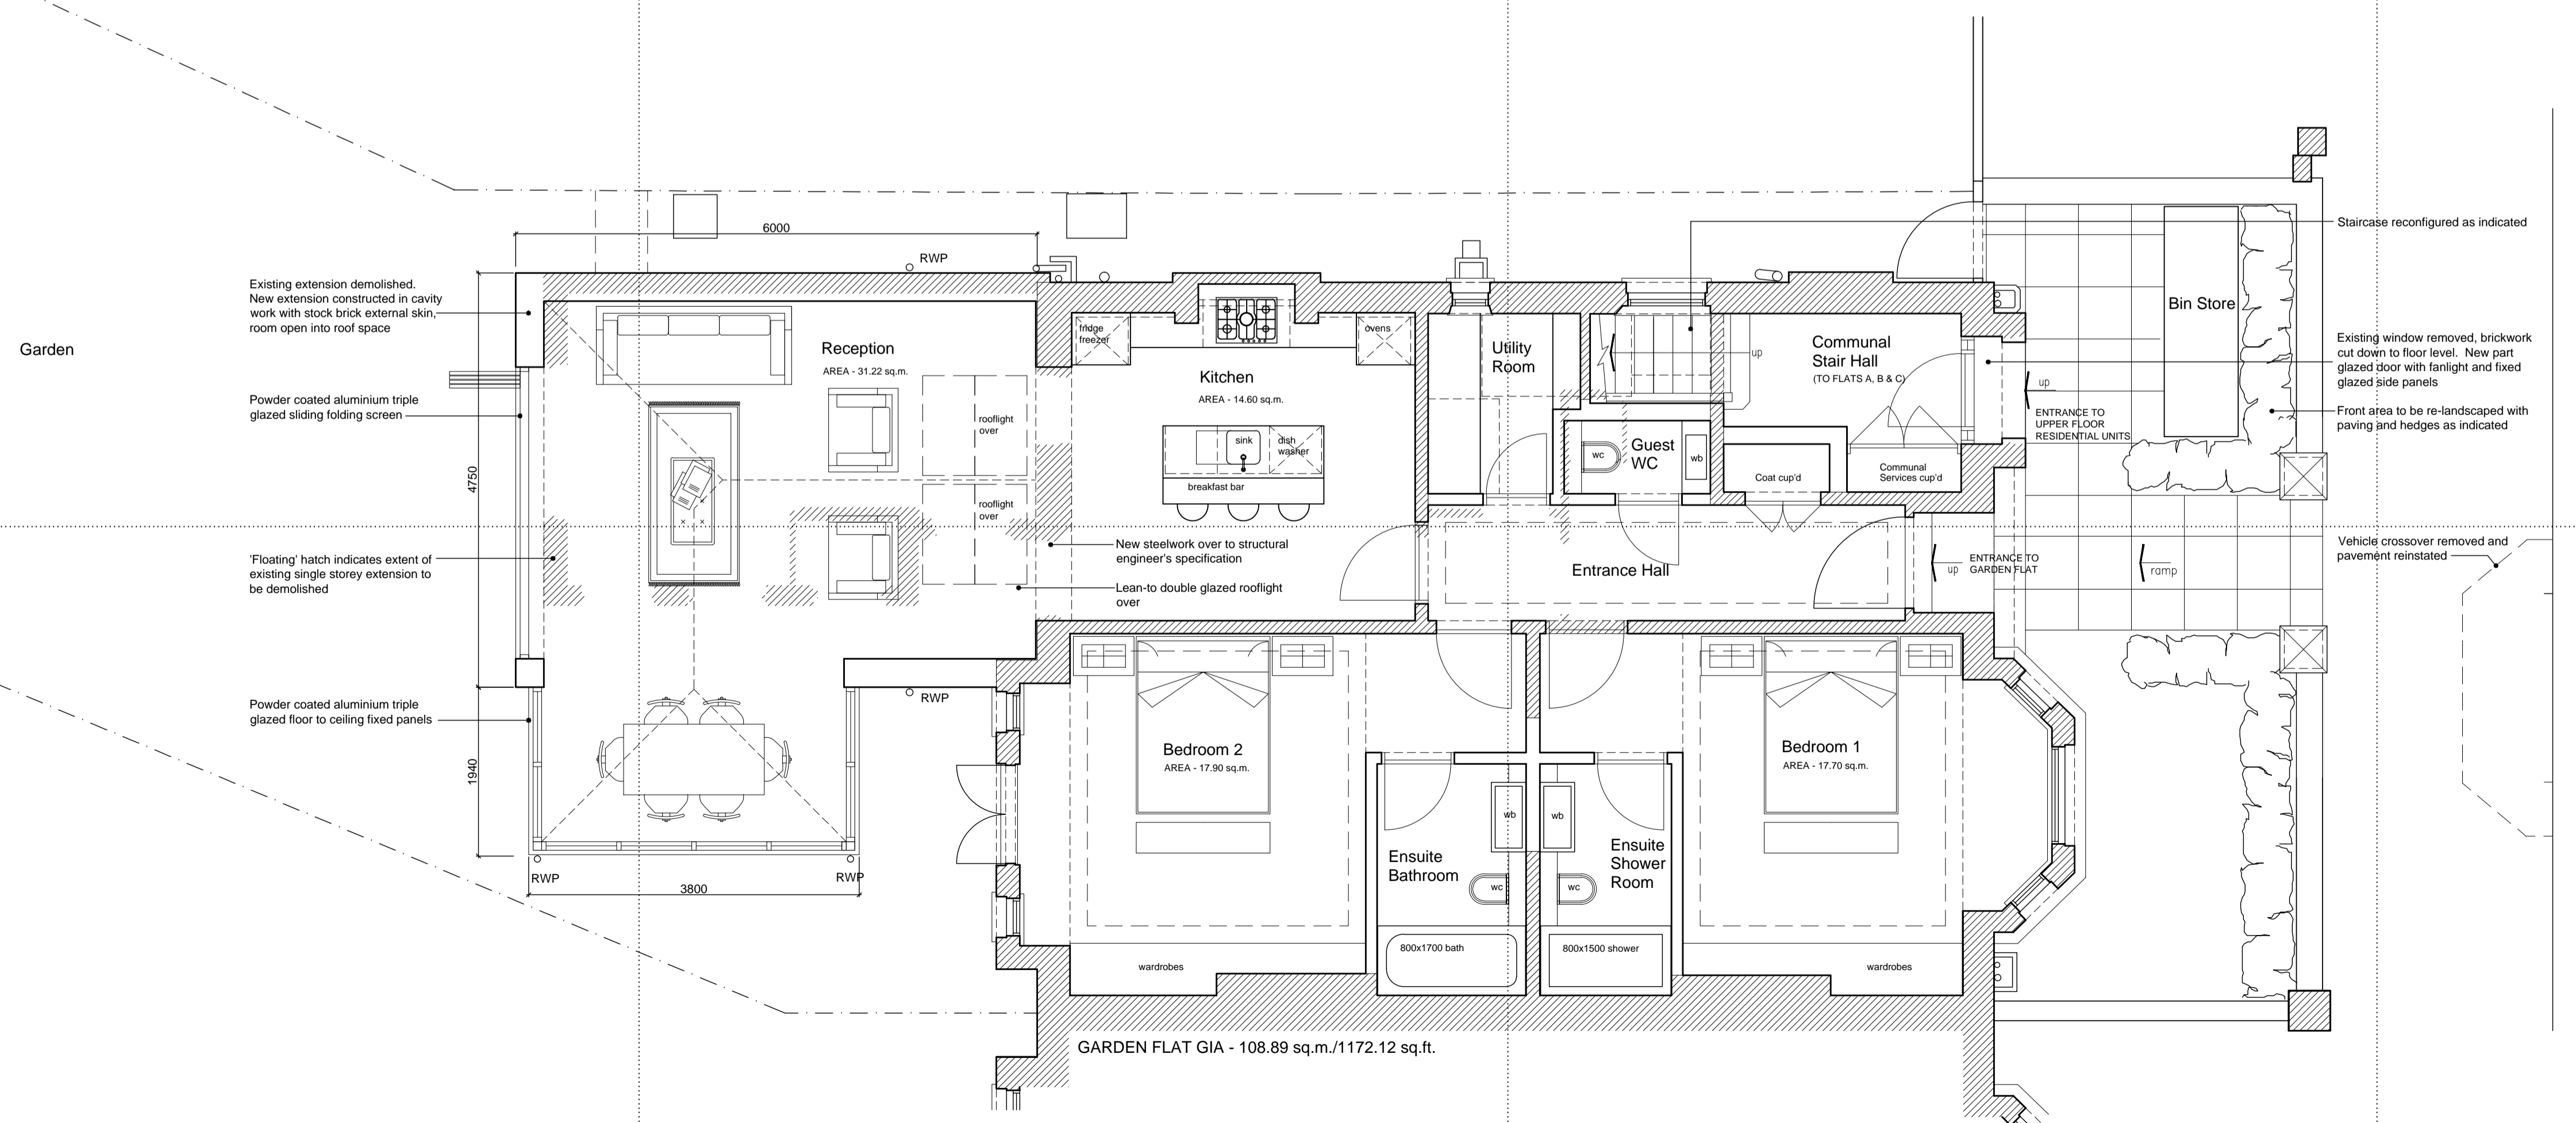 6000
RWP
Staircase reconfigured as indicated
Existing extension demolished.
New extension constructed in cavity
work with stock brick external skin,
room open into roof space
Garden
Reception
AREA - 31.22 sq.m.
fridge
freezer
ovens
Kitchen
AREA - 14.60 sq.m.
Utility
Room
up
Communal
Stair Hall
(TO FLATS A, B & C)
Bin Store
Existing window removed, brickwork
cut down to floor level.  New part
glazed door with fanlight and fixed
glazed side panels
up
Powder coated aluminium triple
glazed sliding folding screen
ENTRANCE TO
UPPER FLOOR
RESIDENTIAL UNITS
Front area to be re-landscaped with
paving and hedges as indicated
rooflight
over
sink
dish
washer
breakfast bar
wc
Guest
WC
wb
Coat cup'd
Communal
Services cup'd
4750
rooflight
over
'Floating' hatch indicates extent of
existing single storey extension to
be demolished
New steelwork over to structural
engineer's specification
Lean-to double glazed rooflight
over
Entrance Hall
up
ENTRANCE TO
GARDEN FLAT
ramp
Vehicle crossover removed and
pavement reinstated
Powder coated aluminium triple
glazed floor to ceiling fixed panels
RWP
1940
Bedroom 2
AREA - 17.90 sq.m.
Bedroom 1
AREA - 17.70 sq.m.
wb
wb
Ensuite
Bathroom
Ensuite
Shower
Room
wc
wc
RWP
RWP
3800
800x1700 bath
800x1500 shower
wardrobes
wardrobes
GARDEN FLAT GIA - 108.89 sq.m./1172.12 sq.ft.